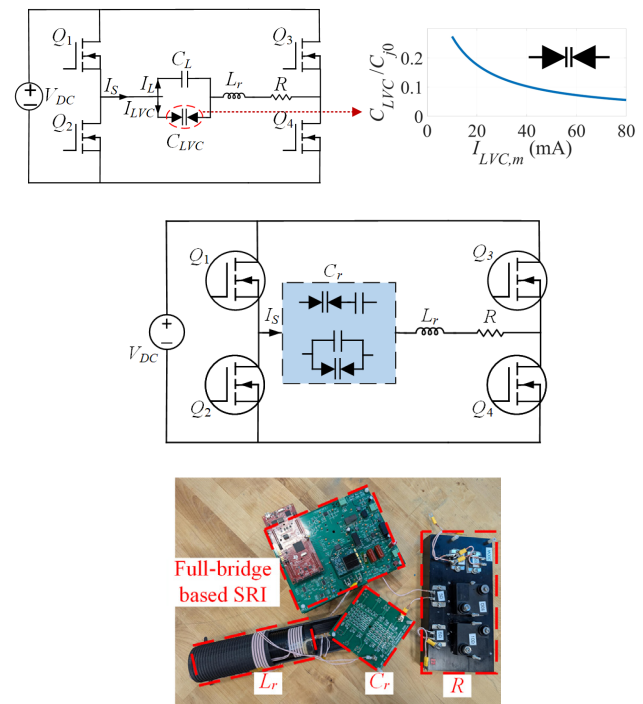 Q1
Q3
CL
Lr
R
IS
IL
ILVC
VDC
Q2
Q4
CLVC
CLVC/Cj0
0.2
0.1
0
0
20
40
60
80
ILVC,m (mA)
Q1
Q3
Cr
IS
Lr
R
VDC
Q2
Q4
Full-bridge
based SRI
Lr
Cr
R